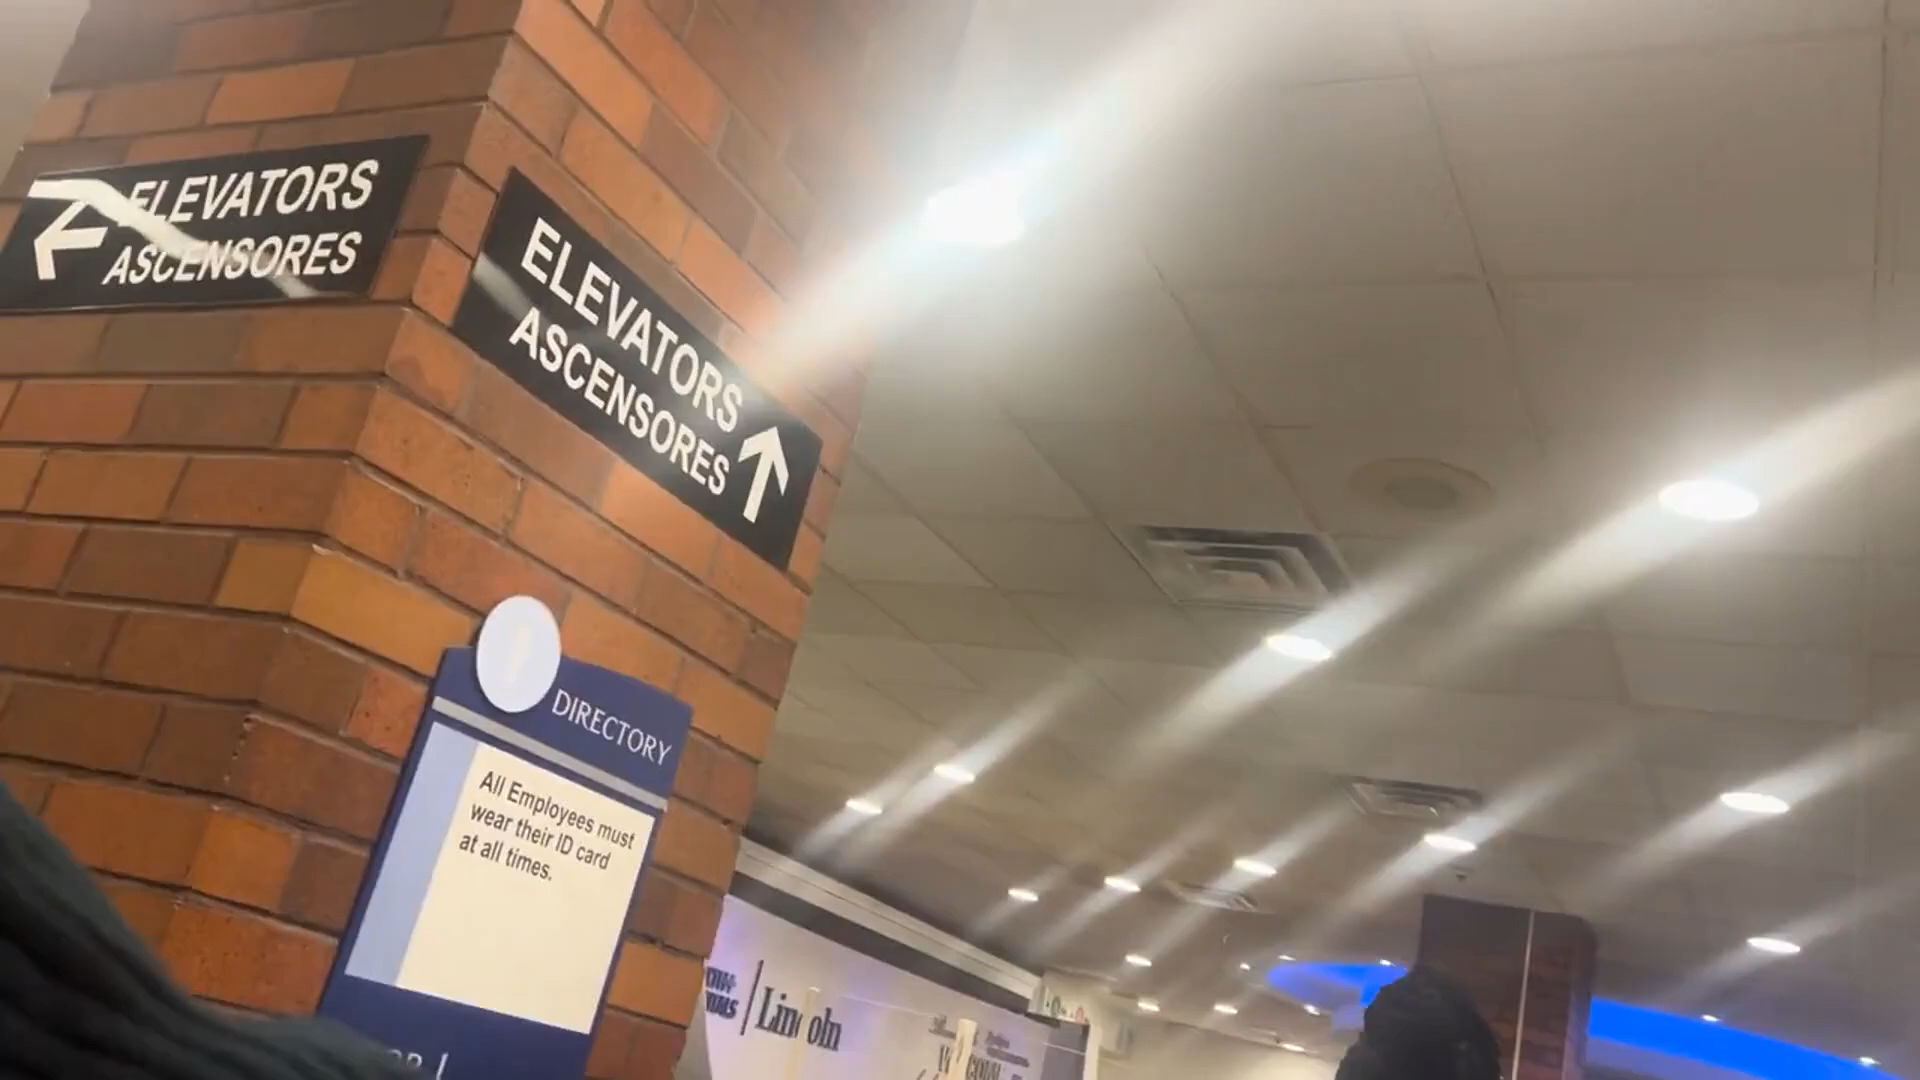 ELEVATORS
ASCENSORES
ELEVATORS
ASCENSORES
DIRECTORY
All Employees must
wear their ID card
at all times.
Lincoln